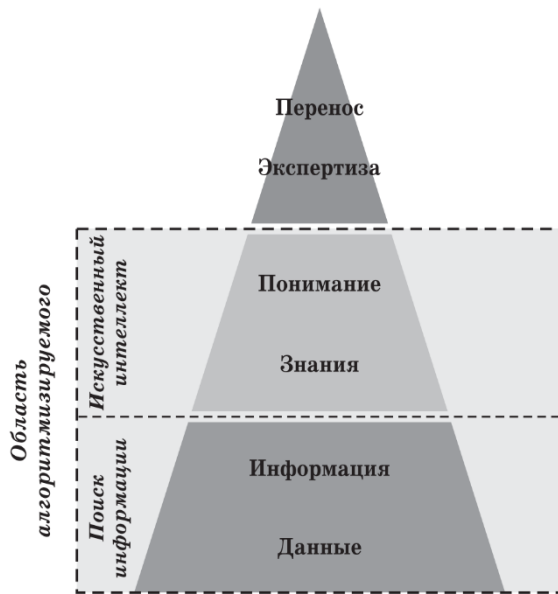 Перенос
Экспертиза
Понимание
Знания
Информация
Данные
Область
алгоритмизируемого
Искусственный
интеллект
Поиск
информации